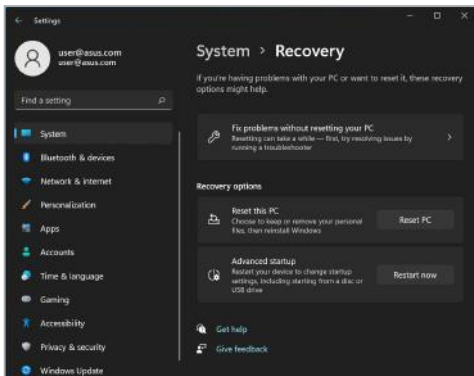 Settings
user@asus.com
user@asus.com
Find a setting
System
Bluetooth & devices
Network & internet
Personalization
Apps
Accounts
Time & language
Gaming
Accessibility
Privacy & security
Windows Update
System > Recovery
If you're having problems with your PC or want to reset it, these recovery
options might help.
Fix problems without resetting your PC
Resetting can take a while — first, try resolving issues by
running a troubleshooter
Recovery options
Reset this PC
Choose to keep or remove your personal
files, then reinstall Windows
Reset PC
Advanced startup
Restart your device to change startup
settings, including starting from a disc or
USB drive
Restart now
Get help
Give feedback